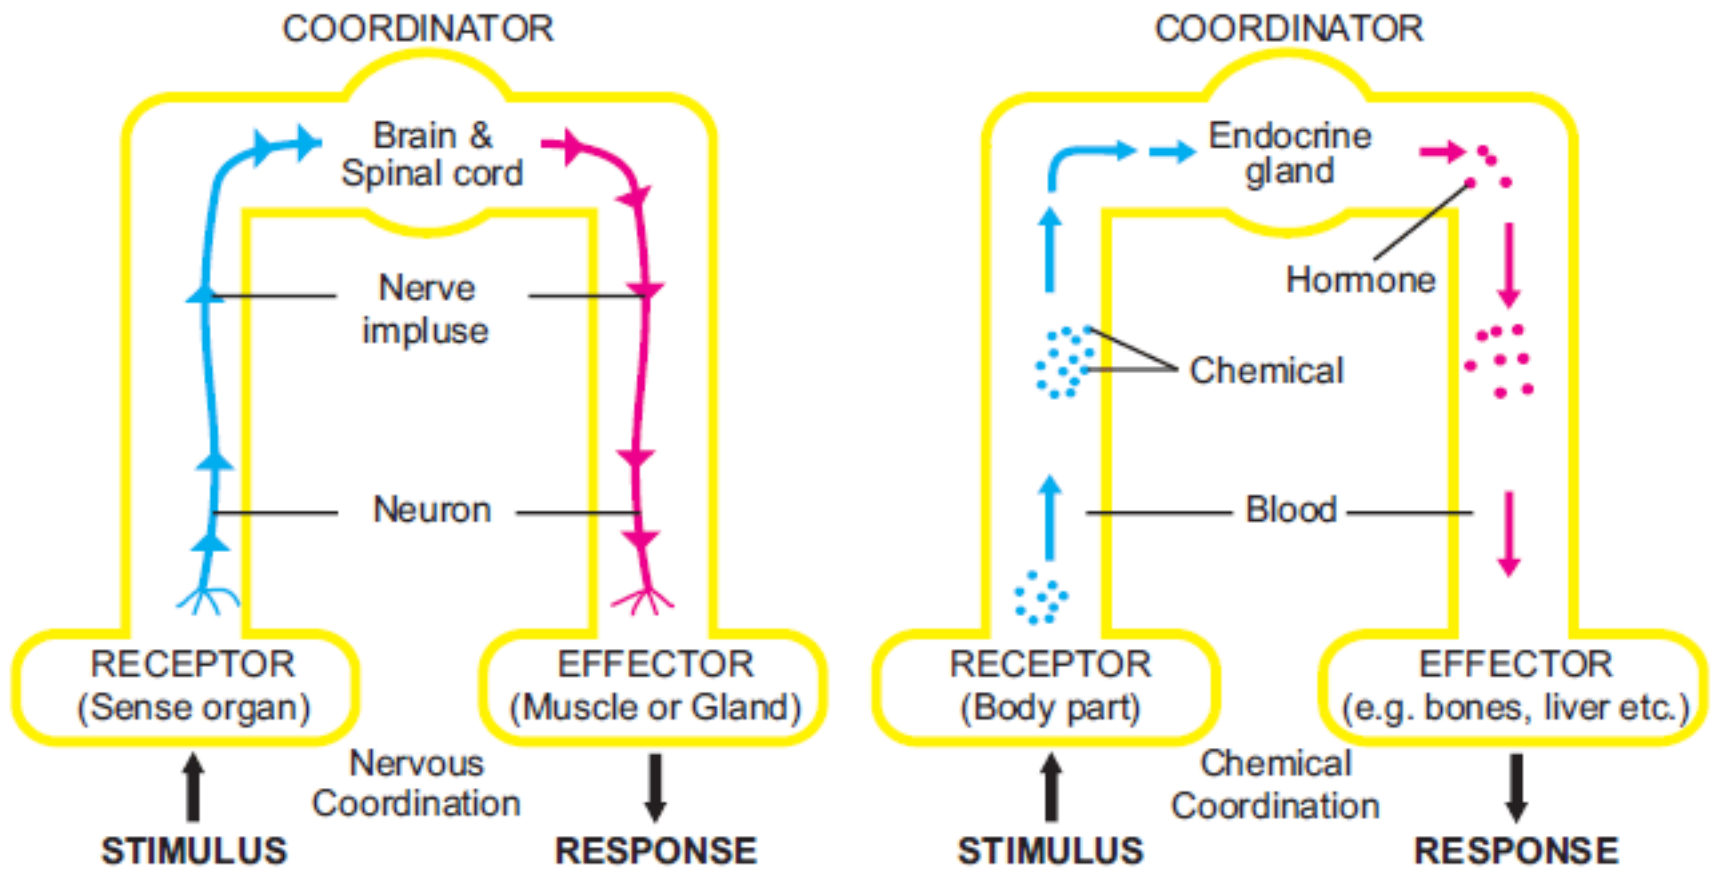 COORDINATOR
Brain &
Spinal cord
Nerve
impluse
Neuron
RECEPTOR
(Sense organ)
EFFECTOR
(Muscle or Gland)
Nervous
Coordination
STIMULUS
RESPONSE
COORDINATOR
Endocrine
gland
Hormone
Chemical
Blood
RECEPTOR
(Body part)
EFFECTOR
(e.g. bones, liver etc.)
Chemical
Coordination
STIMULUS
RESPONSE